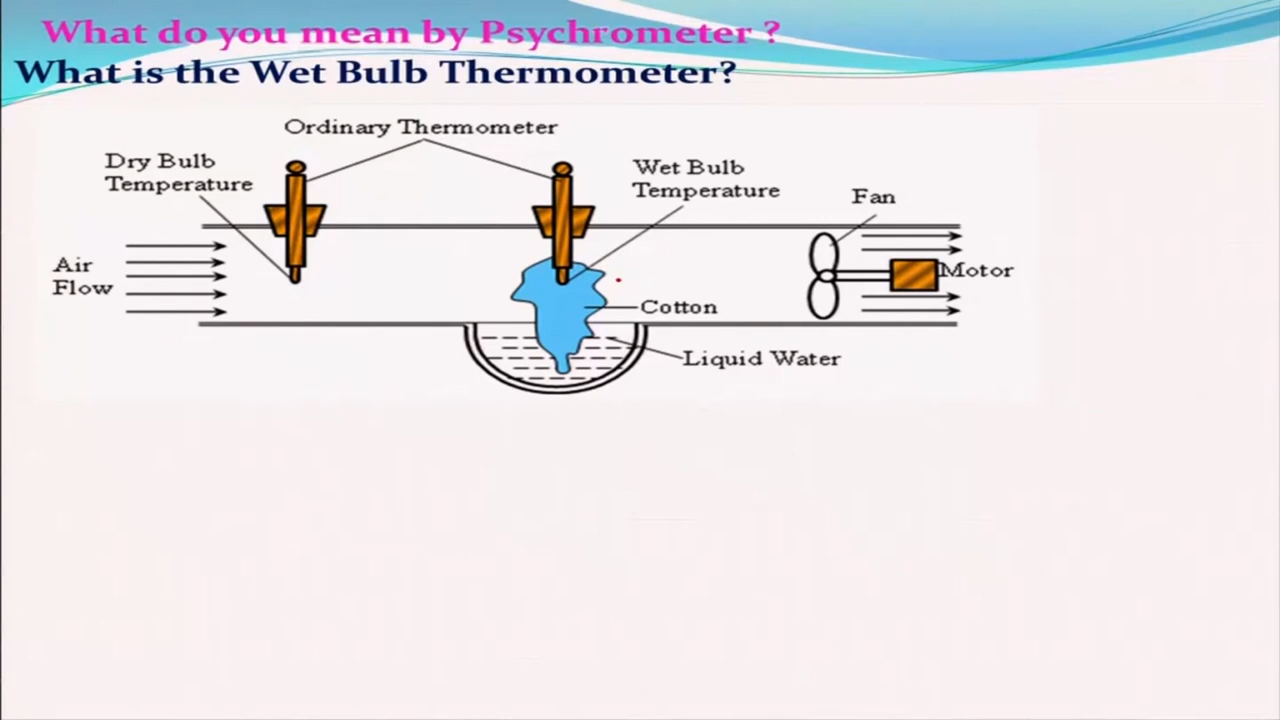 What do you mean by Psychrometer ?
What is the Wet Bulb Thermometer?
Ordinary Thermometer
Dry Bulb
Temperature
Wet Bulb
Temperature
Fan
Air
Flow
Motor
Cotton
Liquid Water